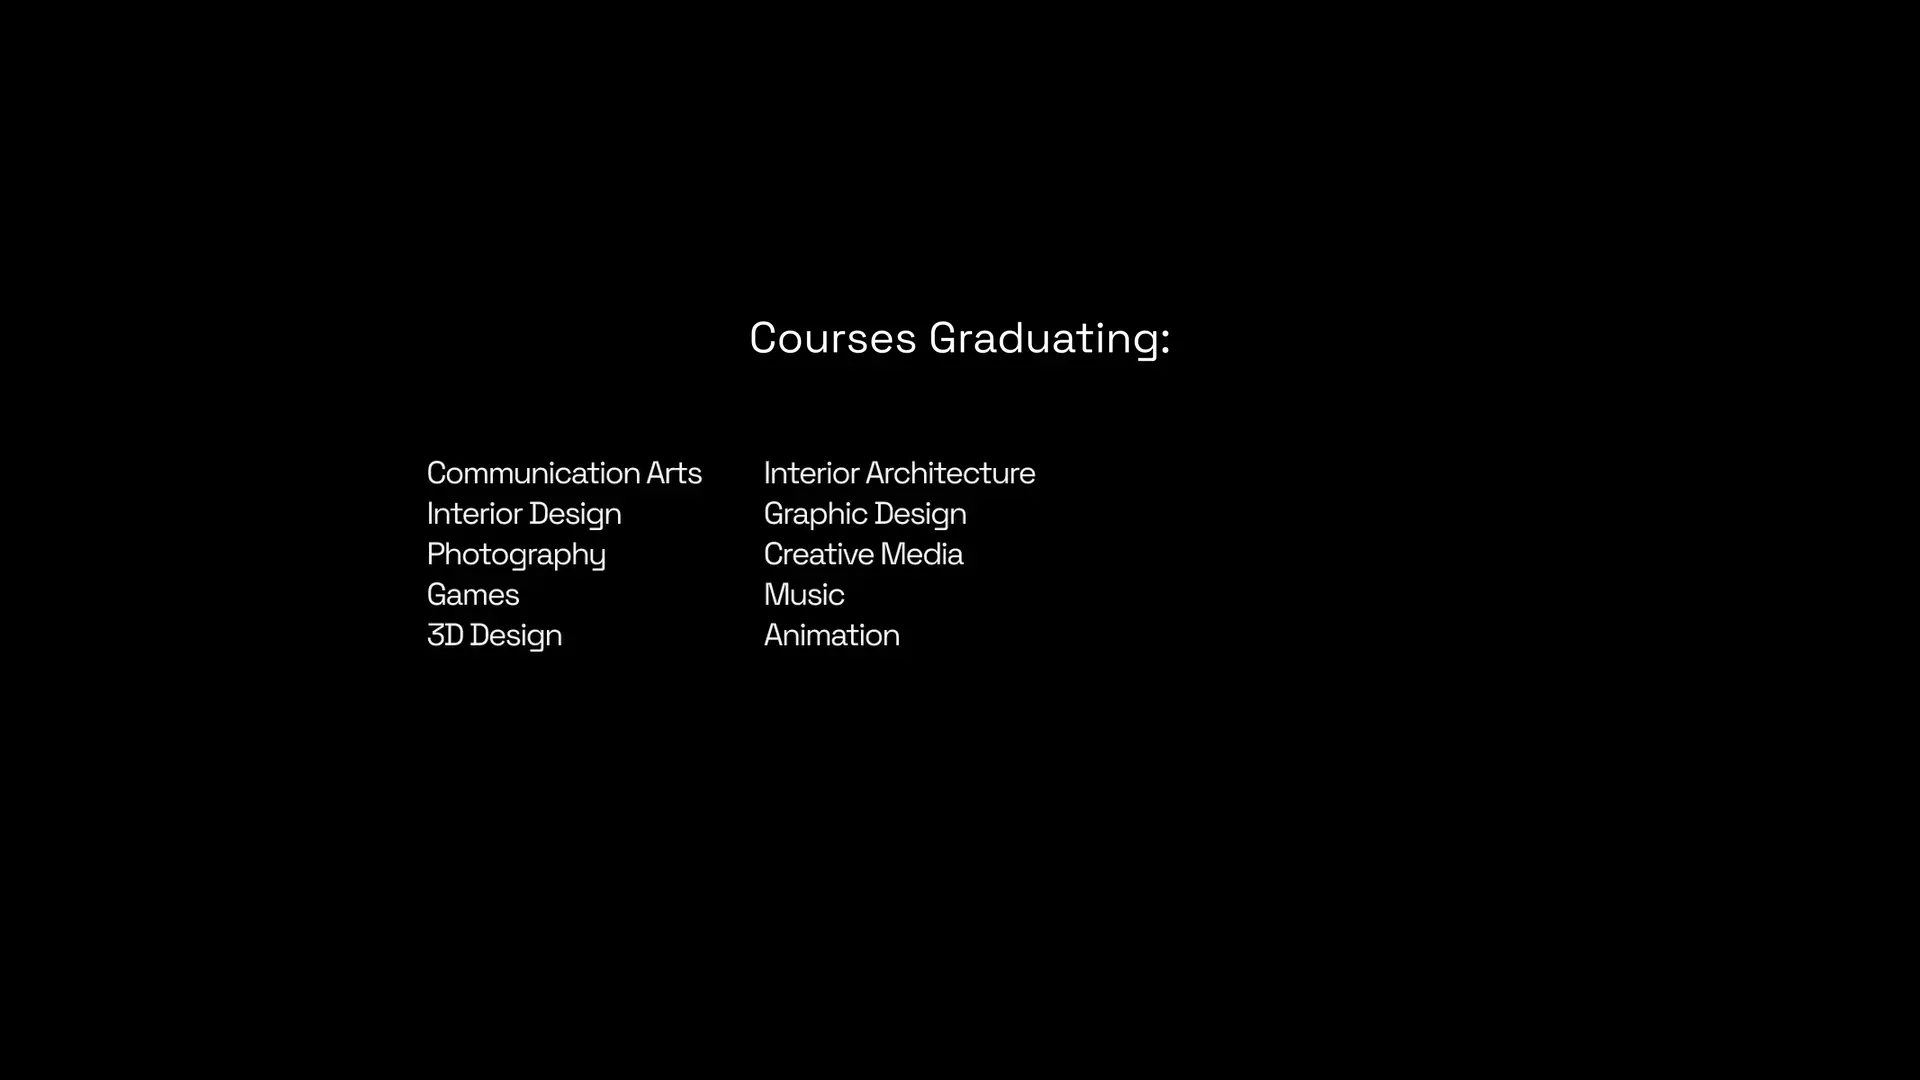 Courses Graduating:
Communication Arts
Interior Design
Photography
Games
3D Design
Interior Architecture
Graphic Design
Creative Media
Music
Animation